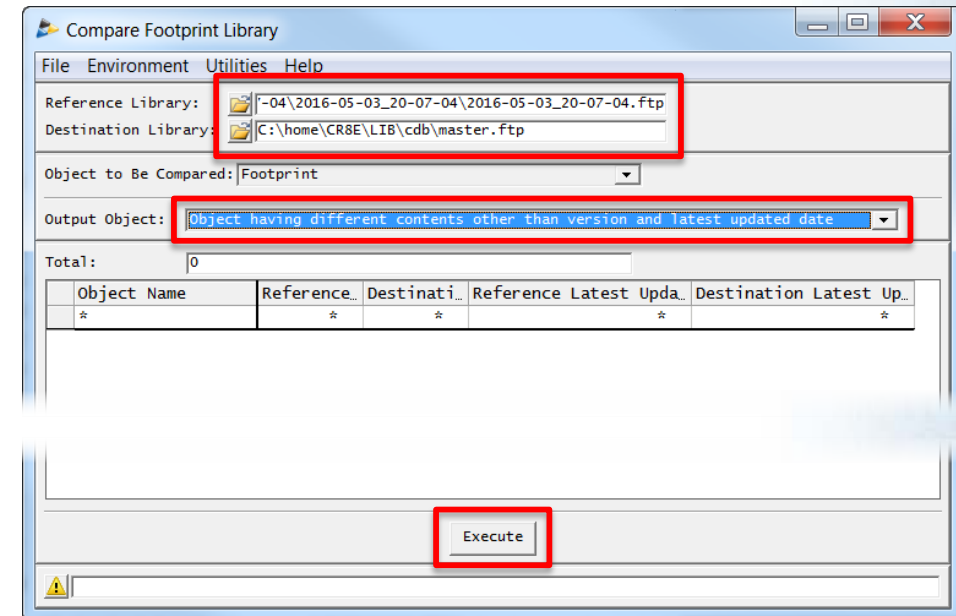 Compare Footprint Library
File Environment Utilities Help
Reference Library: '-04\2016-05-03_20-07-04\2016-05-03_20-07-04.ftp
Destination Library: C:\home\CR8E\LIB\cdb\master.ftp
Object to Be Compared: Footprint
Output Object: Object having different contents other than version and latest updated date
Total: 0
Object Name Reference… Destinati… Reference Latest Upda… Destination Latest Up…
* * * * *
Execute